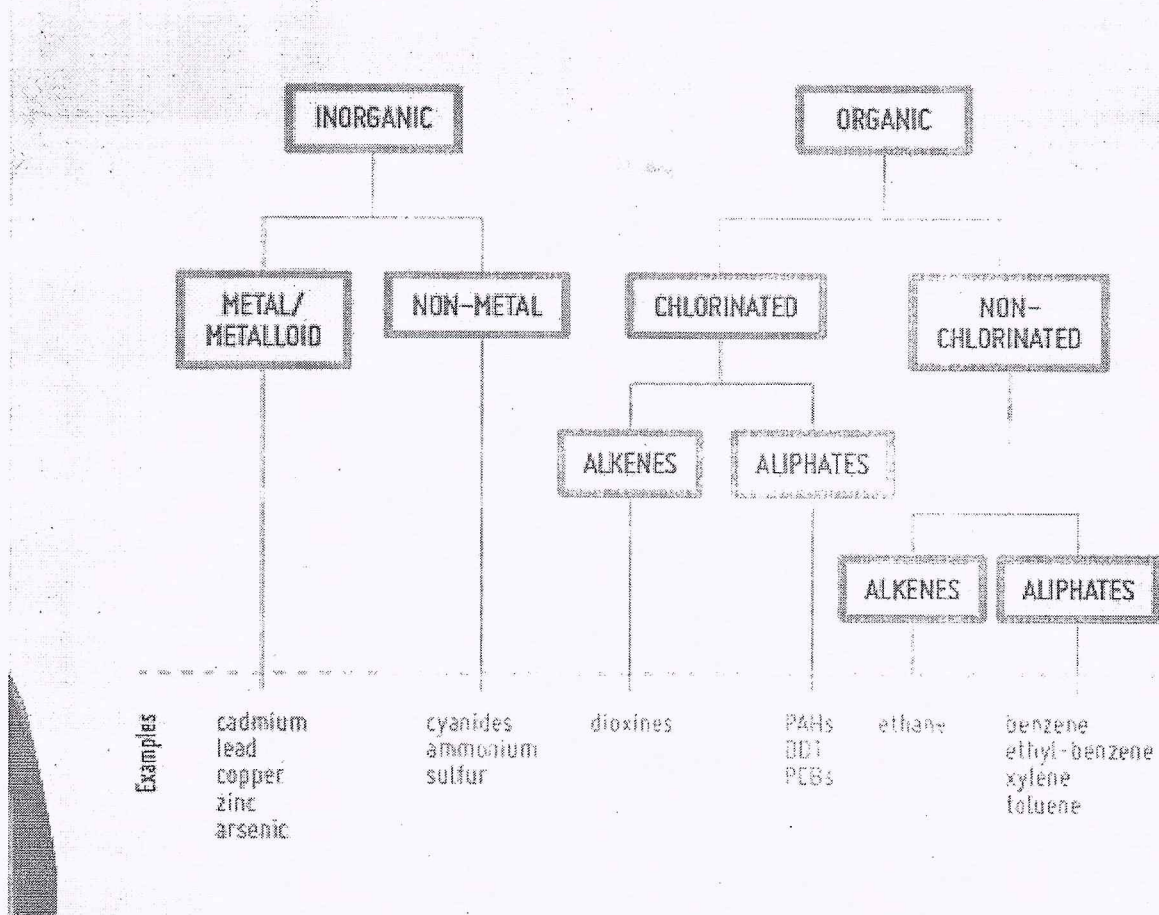 INORGANIC
ORGANIC
METAL/
METALLOID
NON-METAL
CHLORINATED
NON-
CHLORINATED
ALKENES
ALIPHATES
ALKENES
ALIPHATES
Examples
cadmium
lead
copper
zinc
arsenic
cyanides
ammonium
sulfur
dioxines
PAHs
DDT
PCBs
ethane
benzene
ethyl-benzene
xylene
toluene